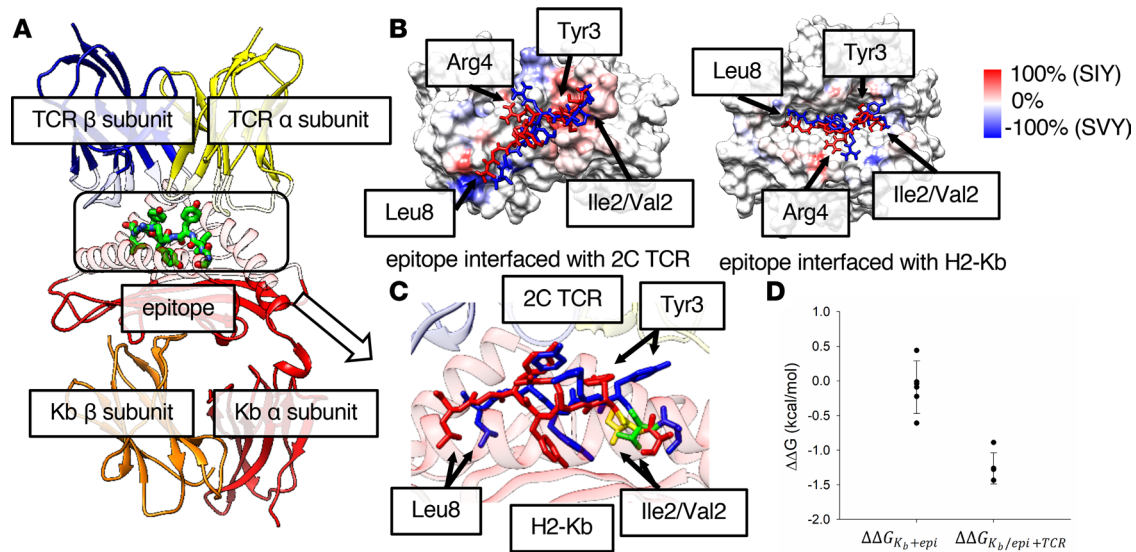 A
TCR β subunit
TCR α subunit
epitope
Kb β subunit
Kb α subunit
B
Arg4
Tyr3
Leu8
Ile2/Val2
epitope interfaced with 2C TCR
Leu8
Tyr3
Arg4
Ile2/Val2
epitope interfaced with H2-Kb
100% (SIY)
0%
-100% (SVY)
C
2C TCR
Tyr3
Leu8
H2-Kb
Ile2/Val2
D
ΔΔG (kcal/mol)
1.0
0.5
0.0
-0.5
-1.0
-1.5
-2.0
ΔΔG_{K_b+epi}
ΔΔG_{K_b/epi+TCR}